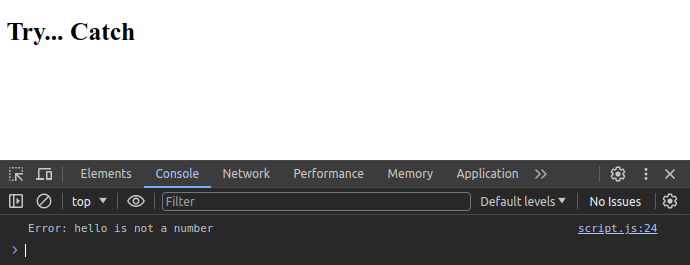 Try... Catch
Elements Console Network Performance Memory Application
top Filter Default levels No Issues
Error: hello is not a number script.js:24